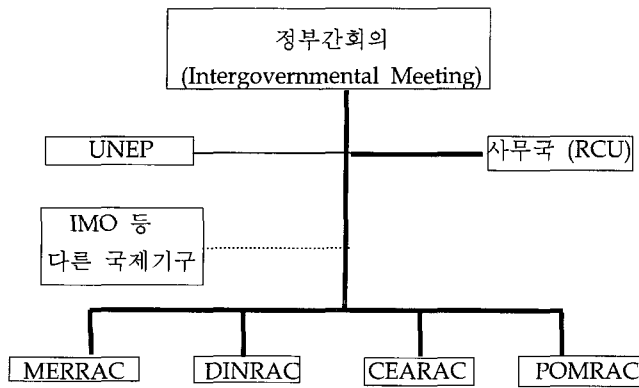 정부간회의
(Intergovernmental Meeting)
UNEP
사무국 (RCU)
IMO 등
다른 국제기구
MERRAC
DINRAC
CEARAC
POMRAC